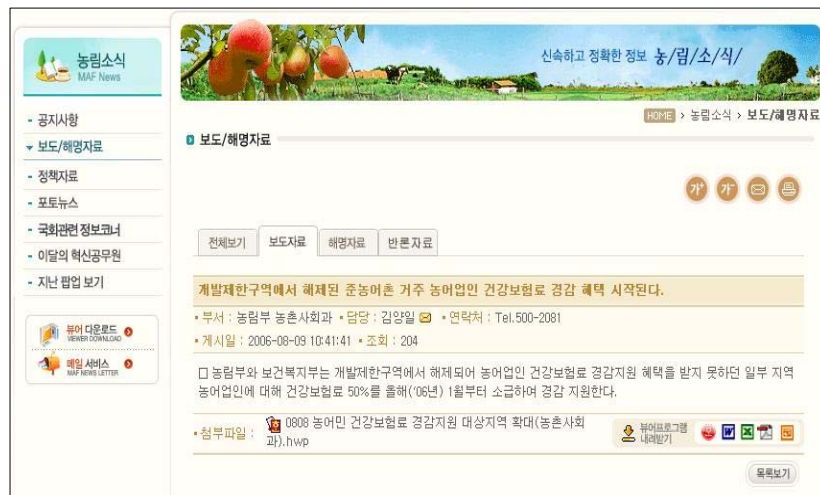 농림소식
MAF News
- 공지사항
보도/해명자료
- 정책자료
- 포토뉴스
- 국회관련 정보코너
- 이달의 혁신공무원
- 지난 팝업 보기
뷰어 다운로드
VIEWER DOWNLOAD
메일 서비스
MAF NEWS LETTER
신속하고 정확한 정보 농/림/소/식/
HOME > 농림소식 > 보도/해명자료
보도/해명자료
가+ 가-
전체보기 보도자료 해명자료 반론자료
개발제한구역에서 해제된 준농어촌 거주 농어업인 건강보험료 경감 혜택 시작된다.
• 부서 : 농림부 농촌사회과 • 담당 : 김양일 • 연락처 : Tel.500-2081
• 게시일 : 2006-08-09 10:41:41 • 조회 : 204
□ 농림부와 보건복지부는 개발제한구역에서 해제되어 농어업인 건강보험료 경감지원 혜택을 받지 못하던 일부 지역
농어업인에 대해 건강보험료 50%를 올해('06년) 1월부터 소급하여 경감 지원한다.
• 첨부파일 : 0808 농어민 건강보험료 경감지원 대상지역 확대(농촌사회
과).hwp
뷰어프로그램
내려받기
목록보기